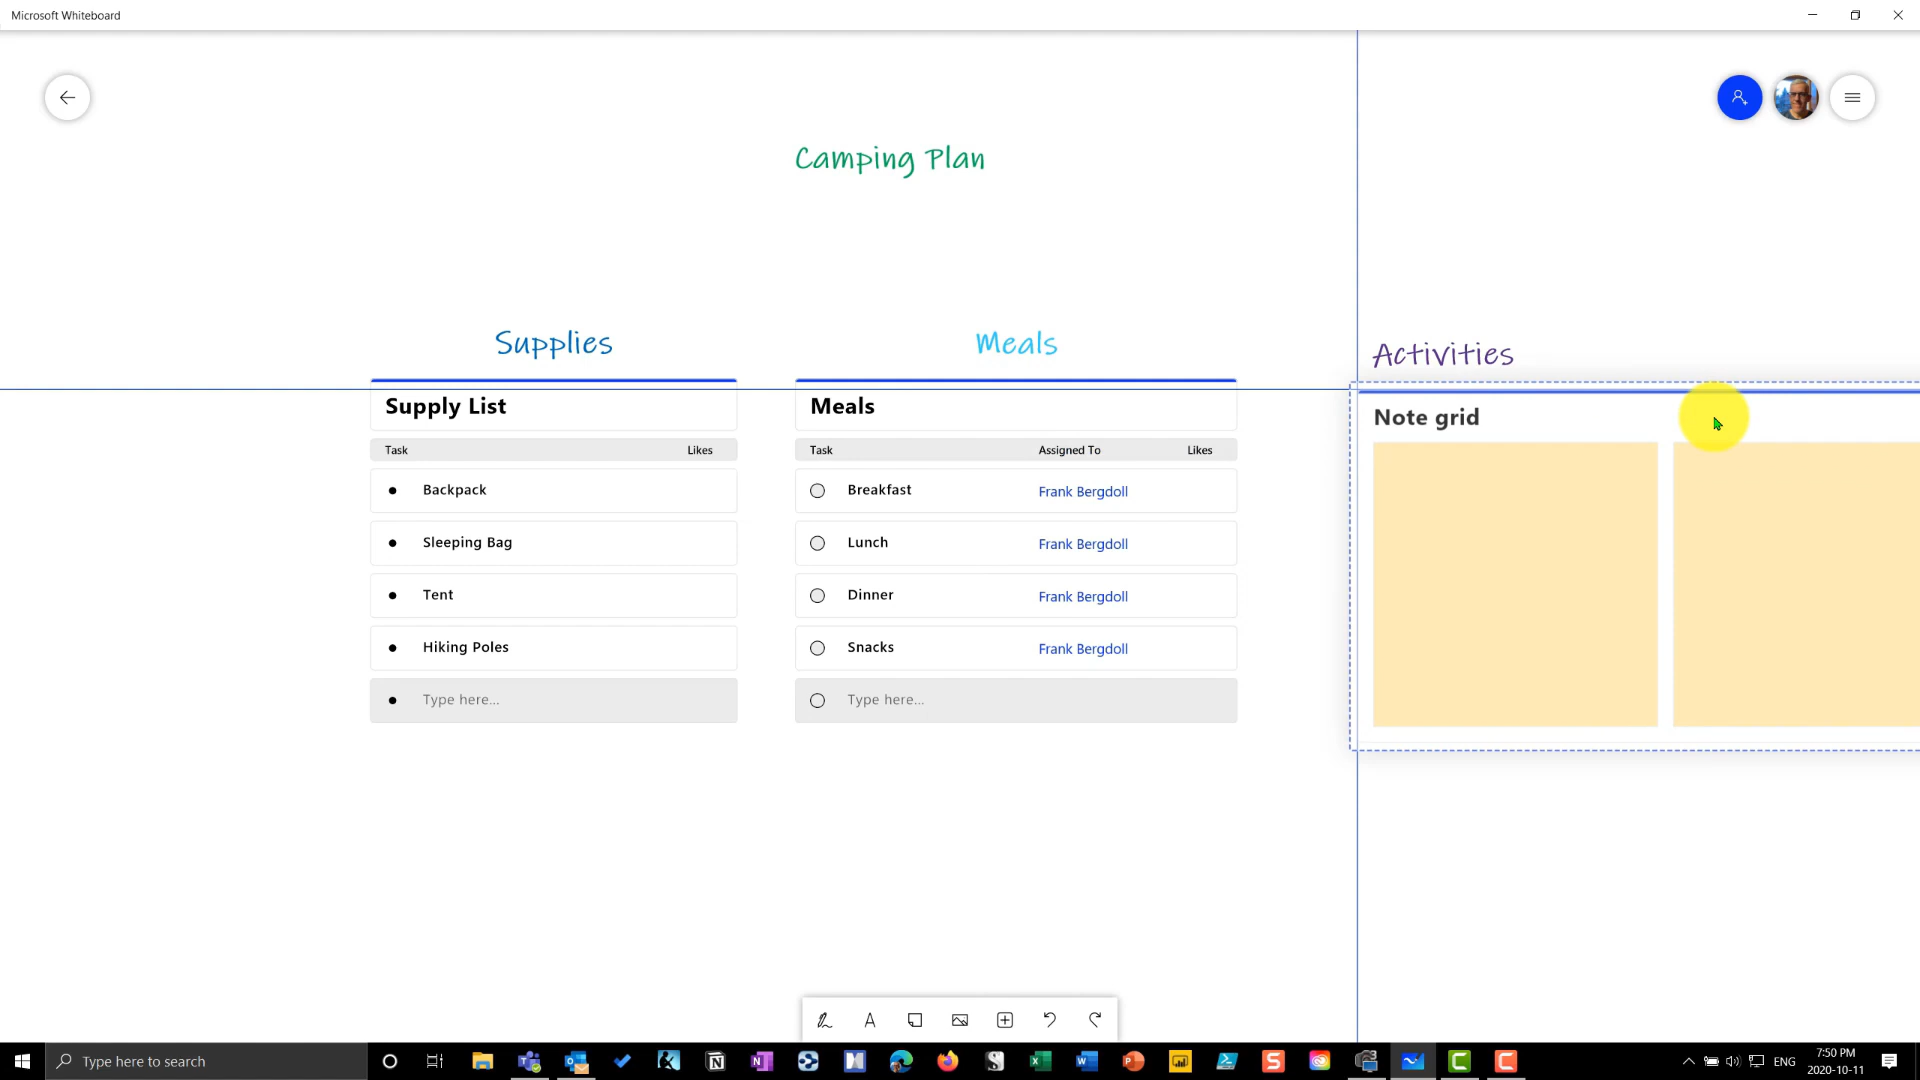 Microsoft Whiteboard
Camping Plan
Supplies
Meals
Activities
Supply List
Task Likes
Backpack
Sleeping Bag
Tent
Hiking Poles
Type here...
Meals
Task Assigned To Likes
Breakfast Frank Bergdoll
Lunch Frank Bergdoll
Dinner Frank Bergdoll
Snacks Frank Bergdoll
Type here...
Note grid
Type here to search
ENG
7:50 PM
2020-10-11